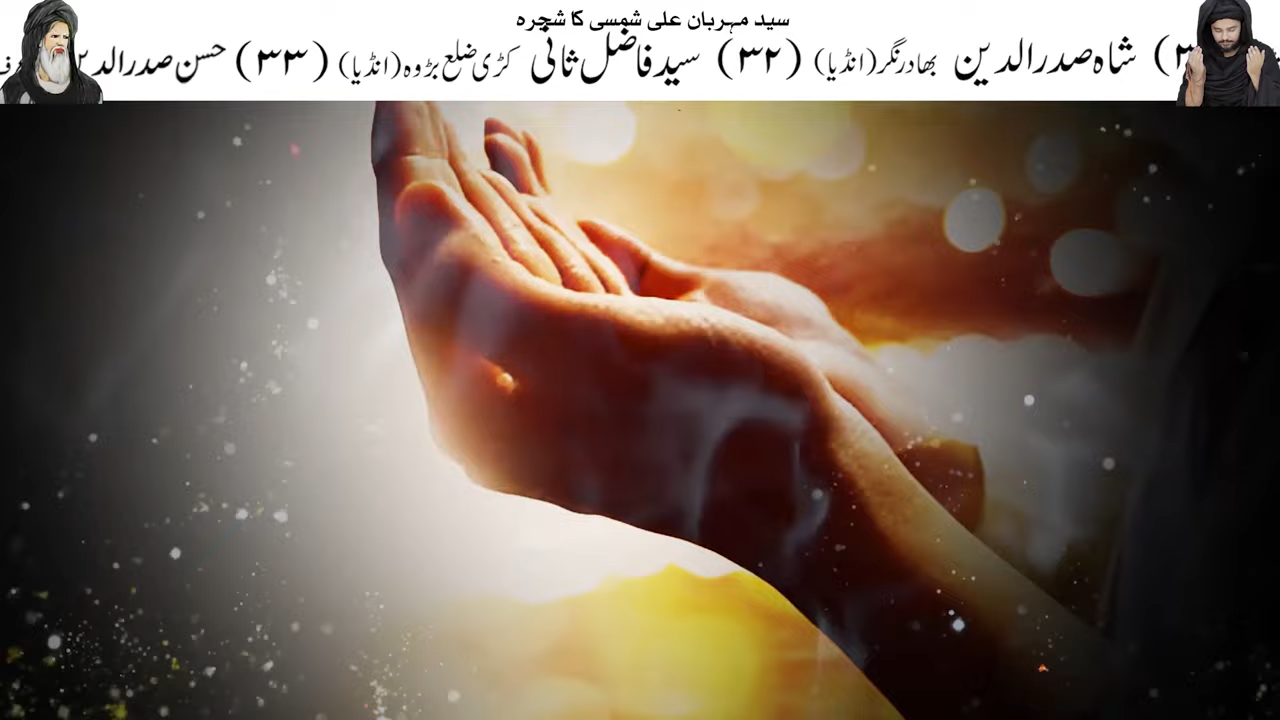 سید مہربان علی شمسی کا شجرہ
شاہ صدرالدین بھادرنگر (انڈیا) (۳۲) سید فاضل ثانی کڑی ضلع بڑوہ (انڈیا) (۳۳) حسن صدرالدین